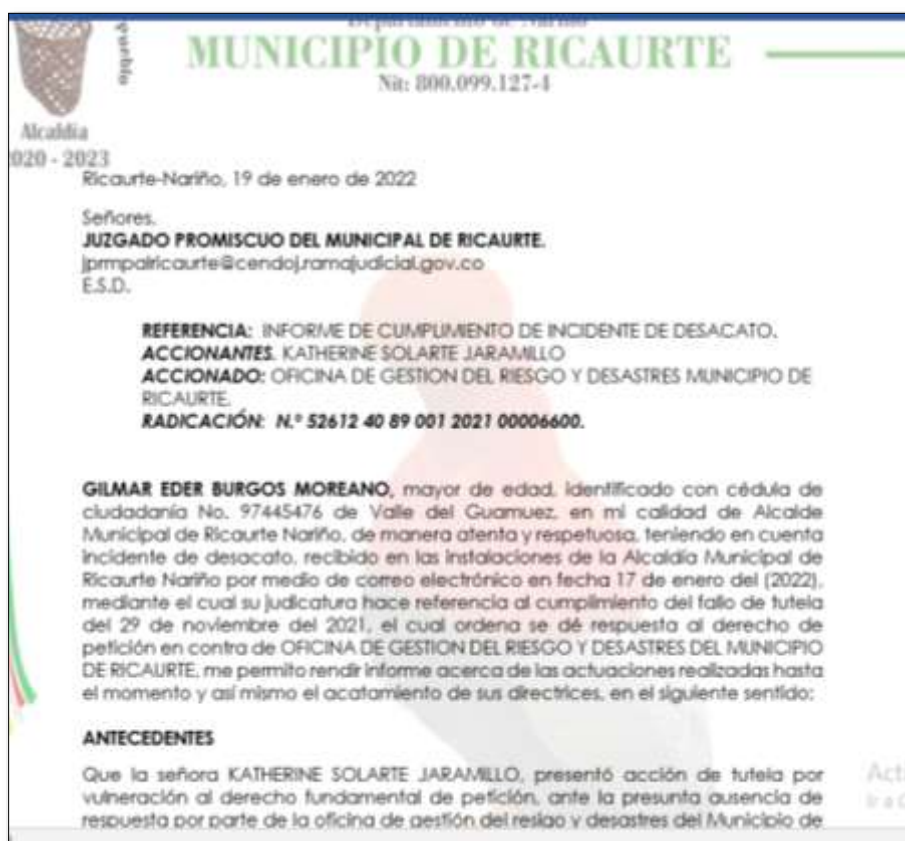 Departamento de Nariño
pueblo
MUNICIPIO DE RICAURTE
Nit: 800.099.127-4
Alcaldía
2020 - 2023
Ricaurte-Nariño, 19 de enero de 2022
Señores.
JUZGADO PROMISCUO DEL MUNICIPAL DE RICAURTE.
jprmpalricaurte@cendoj.ramajudicial.gov.co
E.S.D.
REFERENCIA: INFORME DE CUMPLIMIENTO DE INCIDENTE DE DESACATO.
ACCIONANTES. KATHERINE SOLARTE JARAMILLO
ACCIONADO: OFICINA DE GESTION DEL RIESGO Y DESASTRES MUNICIPIO DE
RICAURTE.
RADICACIÓN: N.º 52612 40 89 001 2021 00006600.
GILMAR EDER BURGOS MOREANO, mayor de edad, identificado con cédula de
ciudadanía No. 97445476 de Valle del Guamuez, en mi calidad de Alcalde
Municipal de Ricaurte Nariño, de manera atenta y respetuosa, teniendo en cuenta
incidente de desacato, recibido en las instalaciones de la Alcaldía Municipal de
Ricaurte Nariño por medio de correo electrónico en fecha 17 de enero del (2022),
mediante el cual su judicatura hace referencia al cumplimiento del fallo de tutela
del 29 de noviembre del 2021, el cual ordena se dé respuesta al derecho de
petición en contra de OFICINA DE GESTION DEL RIESGO Y DESASTRES DEL MUNICIPIO
DE RICAURTE, me permito rendir informe acerca de las actuaciones realizadas hasta
el momento y así mismo el acatamiento de sus directrices, en el siguiente sentido:
ANTECEDENTES
Que la señora KATHERINE SOLARTE JARAMILLO, presentó acción de tutela por
vulneración al derecho fundamental de petición, ante la presunta ausencia de
respuesta por parte de la oficina de gestión del resigo y desastres del Municipio de